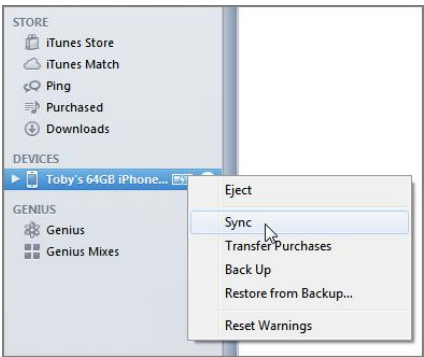 STORE
iTunes Store
iTunes Match
Ping
Purchased
Downloads
DEVICES
Toby's 64GB iPhone...
GENIUS
Genius
Genius Mixes
Eject
Sync
Transfer Purchases
Back Up
Restore from Backup...
Reset Warnings